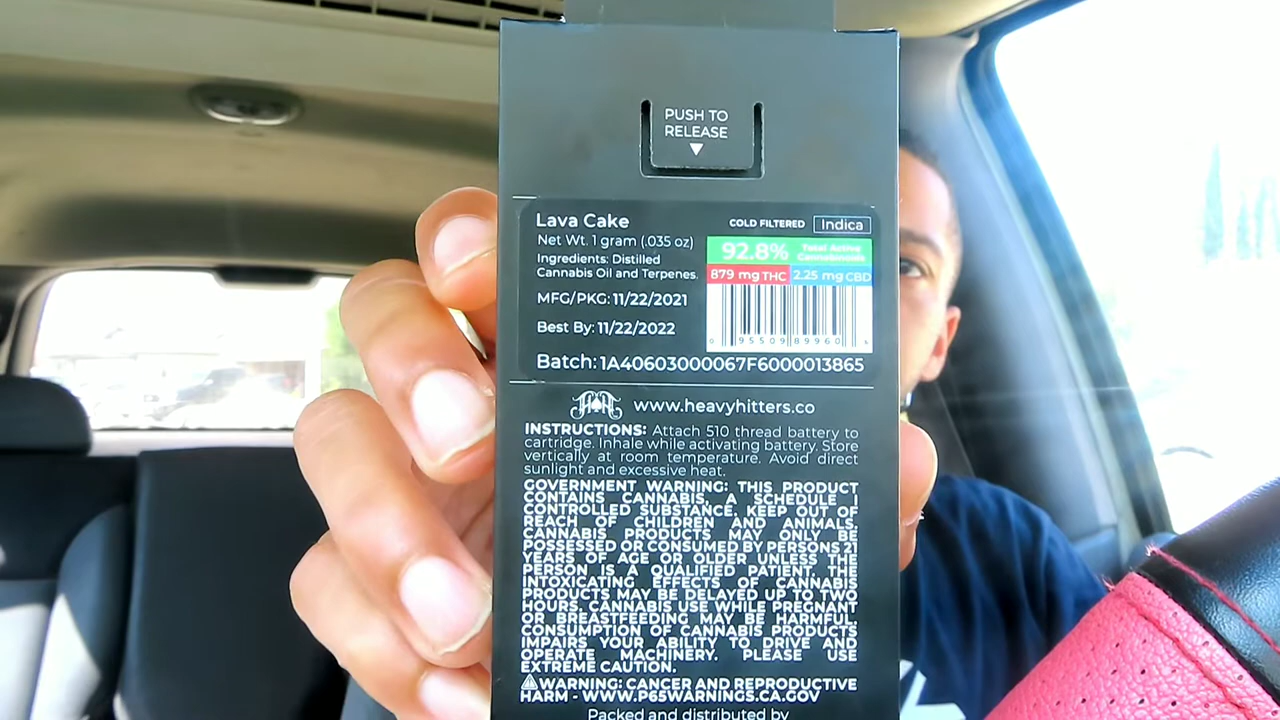 PUSH TO
RELEASE
Lava Cake
COLD FILTERED
Indica
Net Wt. 1 gram (.035 oz)
Ingredients: Distilled
Cannabis Oil and Terpenes.
MFG/PKG: 11/22/2021
Best By: 11/22/2022
92.8% Total Active
Cannabinoids
879 mg THC 2.25 mg CBD
0 95509 89960
Batch: 1A40603000067F6000013865
www.heavyhitters.co
INSTRUCTIONS: Attach 510 thread battery to
cartridge. Inhale while activating battery. Store
vertically at room temperature. Avoid direct
sunlight and excessive heat.
GOVERNMENT WARNING: THIS PRODUCT
CONTAINS CANNABIS, A SCHEDULE I
CONTROLLED SUBSTANCE. KEEP OUT OF
REACH OF CHILDREN AND ANIMALS.
CANNABIS PRODUCTS MAY ONLY BE
POSSESSED OR CONSUMED BY PERSONS 21
YEARS OF AGE OR OLDER UNLESS THE
PERSON IS A QUALIFIED PATIENT. THE
INTOXICATING EFFECTS OF CANNABIS
PRODUCTS MAY BE DELAYED UP TO TWO
HOURS. CANNABIS USE WHILE PREGNANT
OR BREASTFEEDING MAY BE HARMFUL.
CONSUMPTION OF CANNABIS PRODUCTS
IMPAIRS YOUR ABILITY TO DRIVE AND
OPERATE MACHINERY. PLEASE USE
EXTREME CAUTION.
WARNING: CANCER AND REPRODUCTIVE
HARM - WWW.P65WARNINGS.CA.GOV
Packed and distributed by